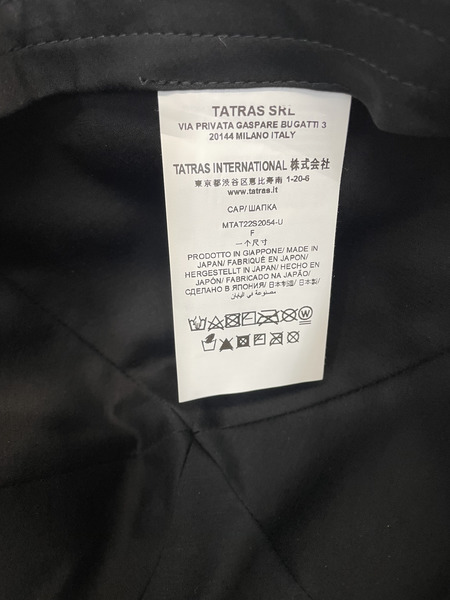 TATRAS SRL
VIA PRIVATA GASPARE BUGATTI 3
20144 MILANO ITALY
TATRAS INTERNATIONAL 株式会社
東京都渋谷区恵比寿南 1-20-6
www.tatras.it
CAP/ ШАПКА
MTAT22S2054-U
F
一个尺寸
PRODOTTO IN GIAPPONE/ MADE IN
JAPAN/ FABRIQUÉ EN JAPON/
HERGESTELLT IN JAPAN/ HECHO EN
JAPÓN/ FABRICADO NA JAPÃO/
СДЕЛАНО В ЯПОНИЯ/ 日本制造/ 日本製/
مصنوعة في اليابان
W